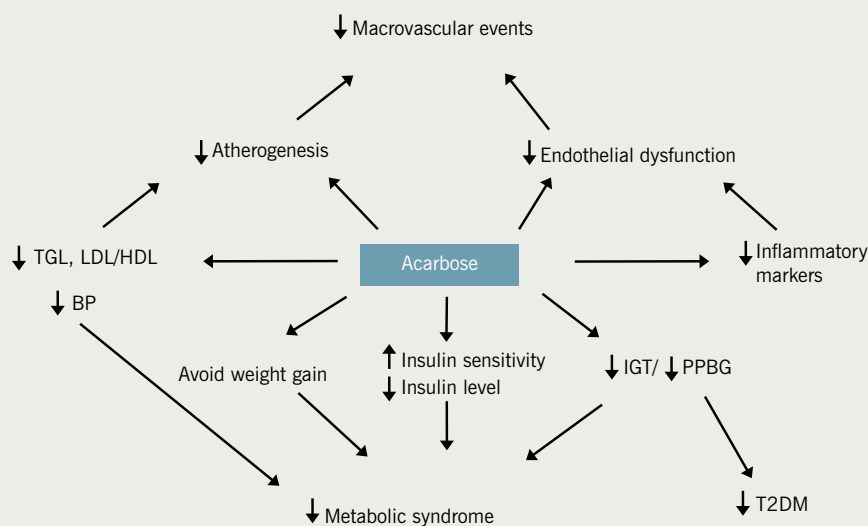 ↓ Macrovascular events
↓ Atherogenesis
↓ Endothelial dysfunction
↓ TGL, LDL/HDL
Acarbose
↓ Inflammatory
markers
↓ BP
↑ Insulin sensitivity
Avoid weight gain
↓ Insulin level
↓ IGT/ ↓ PPBG
↓ Metabolic syndrome
↓ T2DM